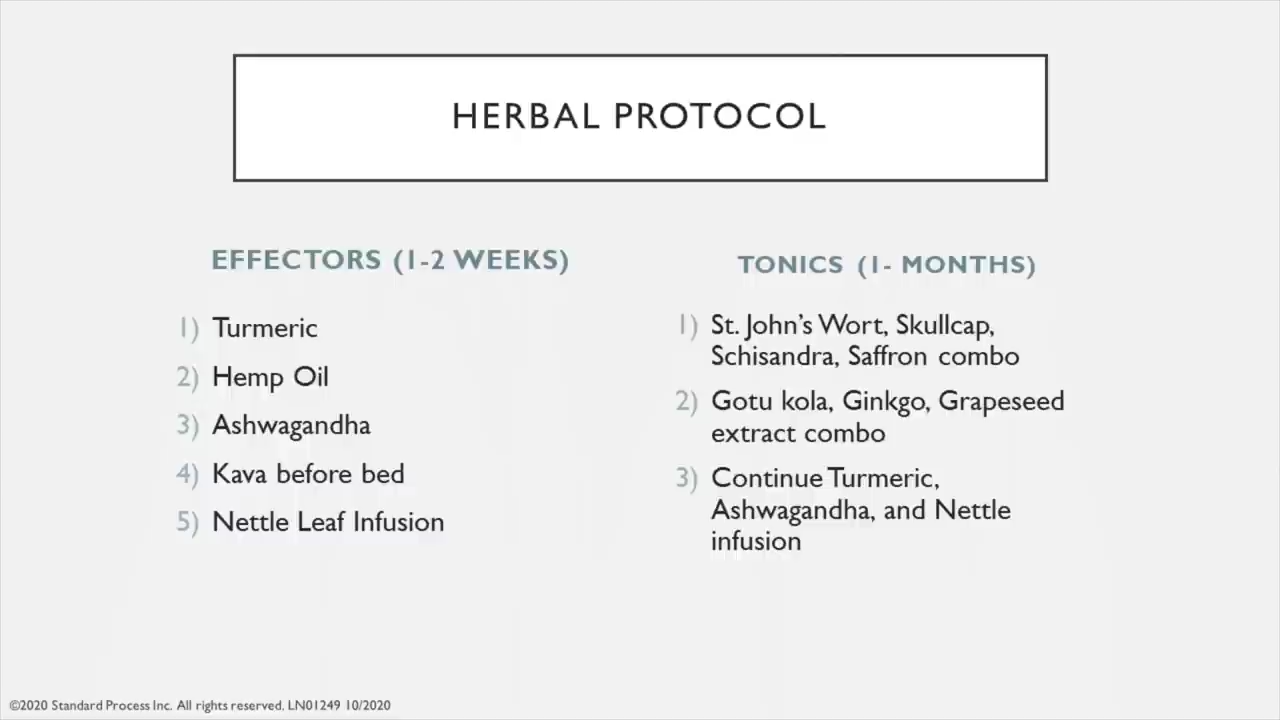 HERBAL PROTOCOL
EFFECTORS (1-2 WEEKS)
1) Turmeric
2) Hemp Oil
3) Ashwagandha
4) Kava before bed
5) Nettle Leaf Infusion
TONICS (1- MONTHS)
1) St. John's Wort, Skullcap,
Schisandra, Saffron combo
2) Gotu kola, Ginkgo, Grapeseed
extract combo
3) Continue Turmeric,
Ashwagandha, and Nettle
infusion
©2020 Standard Process Inc. All rights reserved. LN01249 10/2020